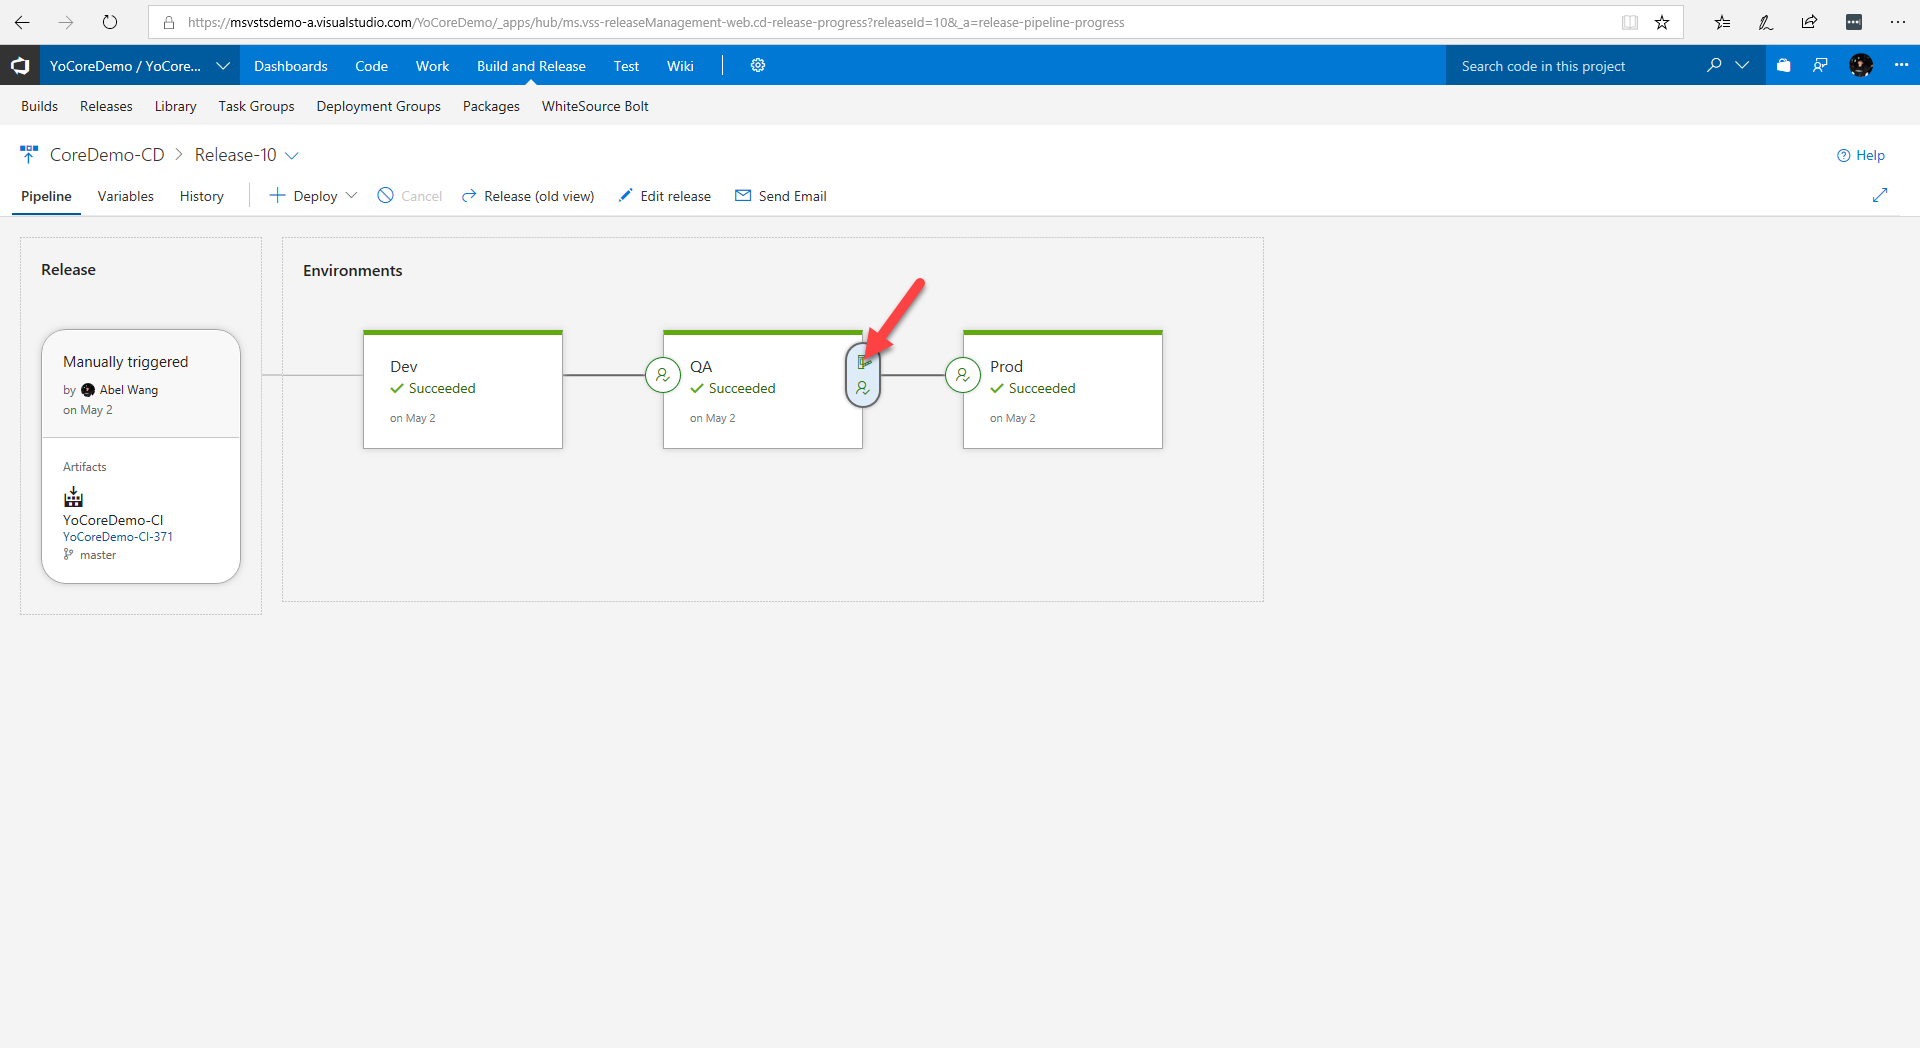 https://msvstsdemo-a.visualstudio.com/YoCoreDemo/_apps/hub/ms.vss-releaseManagement-web.cd-release-progress?releaseId=10&_a=release-pipeline-progress
YoCoreDemo / YoCore... Dashboards Code Work Build and Release Test Wiki Search code in this project
Builds Releases Library Task Groups Deployment Groups Packages WhiteSource Bolt
CoreDemo-CD > Release-10 Help
Pipeline Variables History Deploy Cancel Release (old view) Edit release Send Email
Release
Manually triggered
by Abel Wang
on May 2
Artifacts
YoCoreDemo-CI
YoCoreDemo-CI-371
master
Environments
Dev
Succeeded
on May 2
QA
Succeeded
on May 2
Prod
Succeeded
on May 2